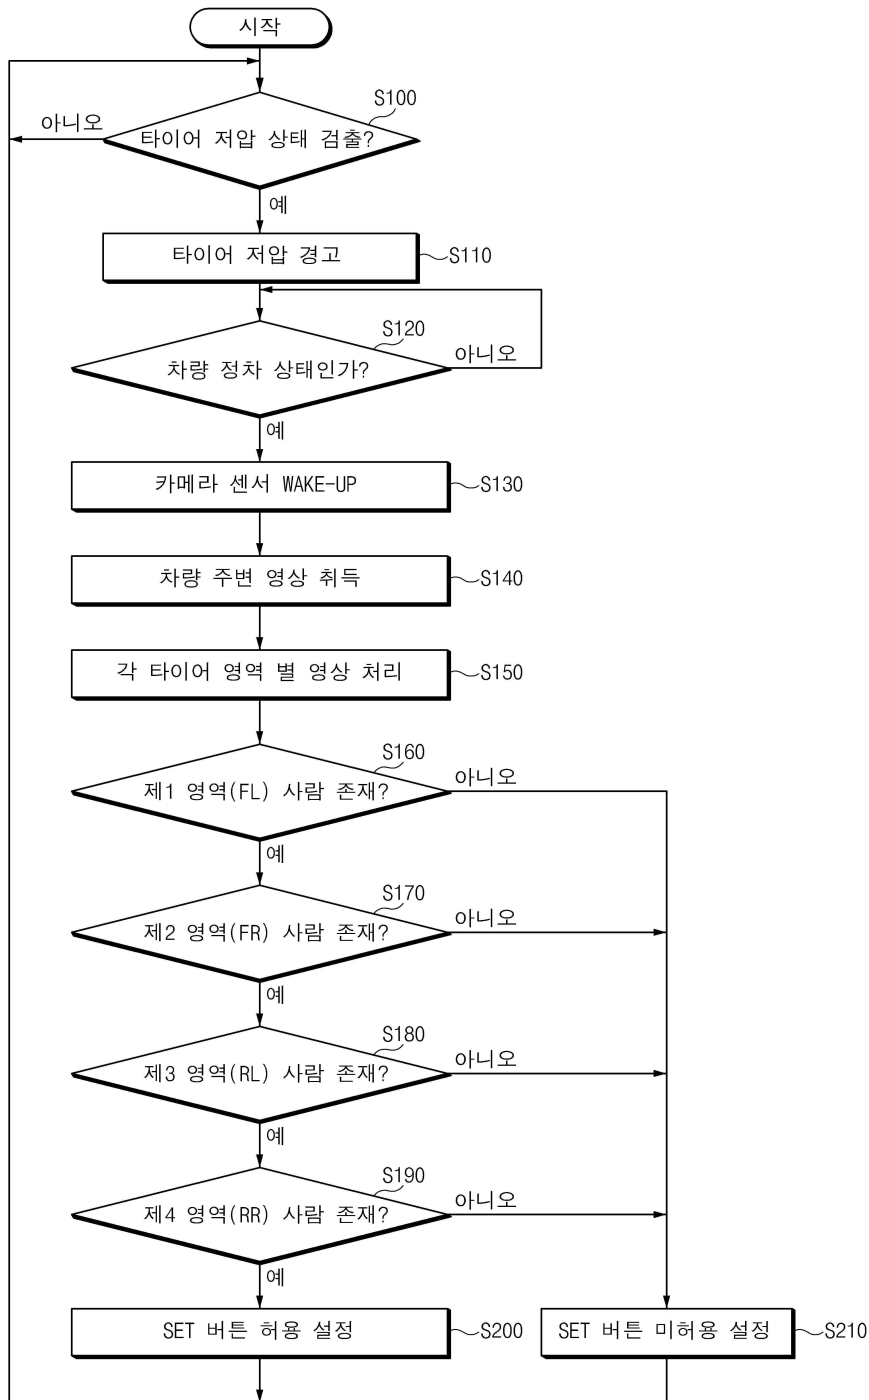 시작
S100
아니오
타이어 저압 상태 검출?
예
타이어 저압 경고
S110
S120
아니오
차량 정차 상태인가?
예
카메라 센서 WAKE-UP
S130
차량 주변 영상 취득
S140
각 타이어 영역 별 영상 처리
S150
S160
아니오
제1 영역(FL) 사람 존재?
예
S170
아니오
제2 영역(FR) 사람 존재?
예
S180
아니오
제3 영역(RL) 사람 존재?
예
S190
아니오
제4 영역(RR) 사람 존재?
예
SET 버튼 허용 설정
S200
SET 버튼 미허용 설정
S210